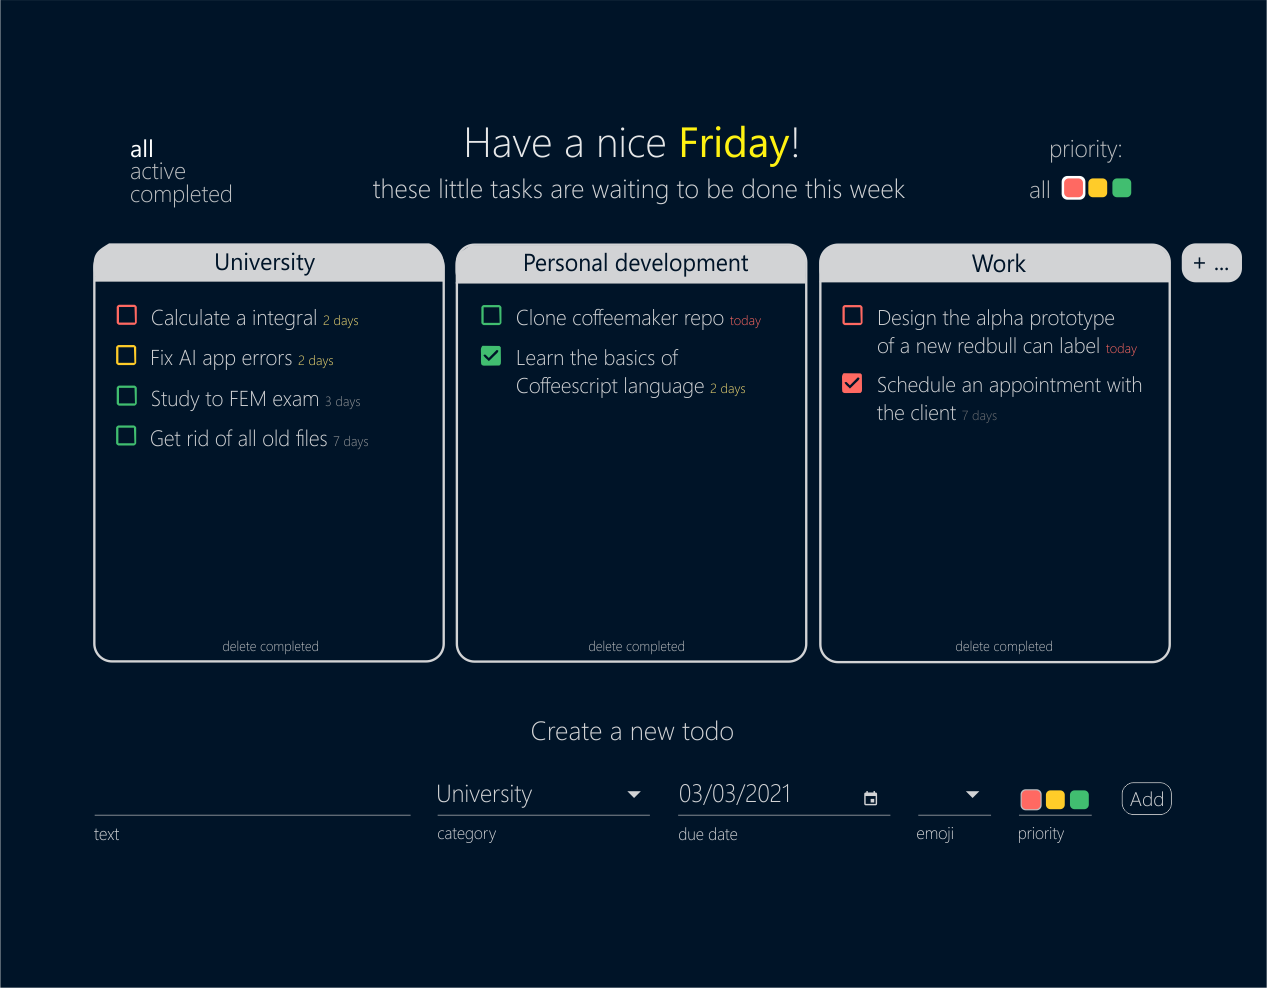 all
active
completed
Have a nice Friday!
these little tasks are waiting to be done this week
priority:
all
University
Calculate a integral 2 days
Fix AI app errors 2 days
Study to FEM exam 3 days
Get rid of all old files 7 days
delete completed
Personal development
Clone coffeemaker repo today
Learn the basics of
Coffeescript language 2 days
delete completed
Work
Design the alpha prototype
of a new redbull can label today
Schedule an appointment with
the client 7 days
delete completed
+ ...
Create a new todo
text
University
category
03/03/2021
due date
emoji
priority
Add